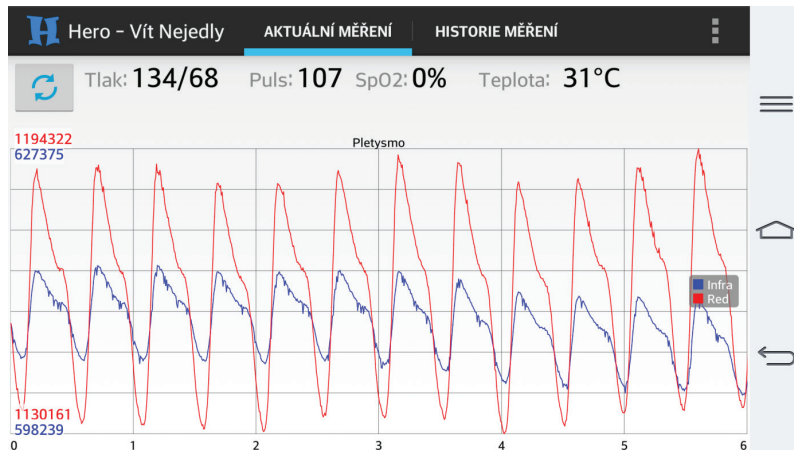 Hero – Vít Nejedly AKTUÁLNÍ MĚŘENÍ HISTORIE MĚŘENÍ
Tlak: 134/68 Puls: 107 SpO2: 0% Teplota: 31°C
1194322
627375
Pletysmo
Infra
Red
1130161
598239
0 1 2 3 4 5 6